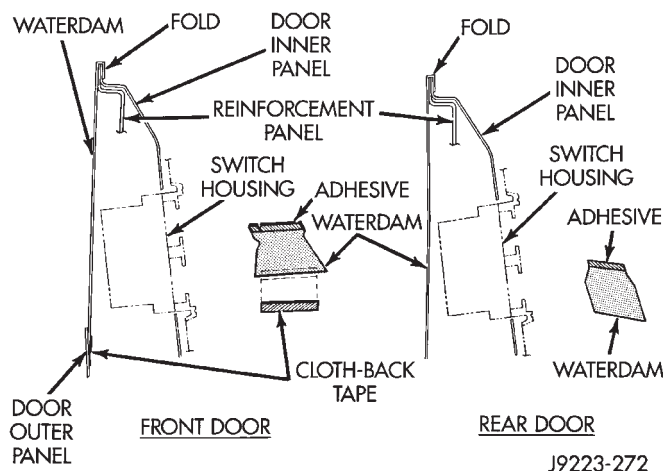 WATERDAM
FOLD
DOOR
INNER
PANEL
REINFORCEMENT
PANEL
SWITCH
HOUSING
ADHESIVE
WATERDAM
CLOTH-BACK
TAPE
DOOR
OUTER
PANEL
FRONT DOOR
FOLD
DOOR
INNER
PANEL
SWITCH
HOUSING
ADHESIVE
WATERDAM
REAR DOOR
J9223-272